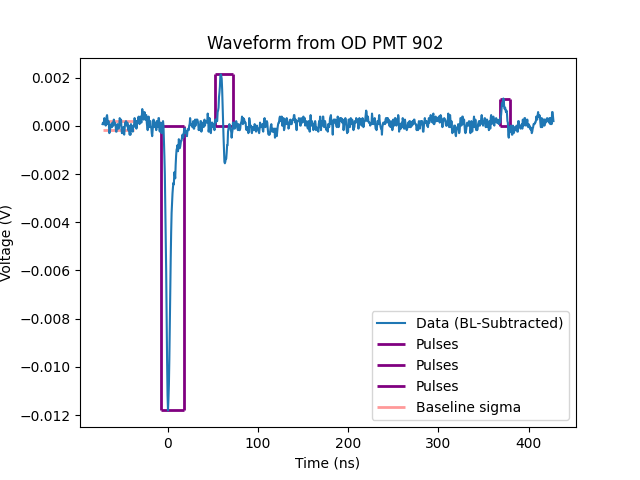 Waveform from OD PMT 902
0.002
0.000
−0.002
−0.004
−0.006
−0.008
−0.010
−0.012
Voltage (V)
0
100
200
300
400
Time (ns)
Data (BL-Subtracted)
Pulses
Pulses
Pulses
Baseline sigma